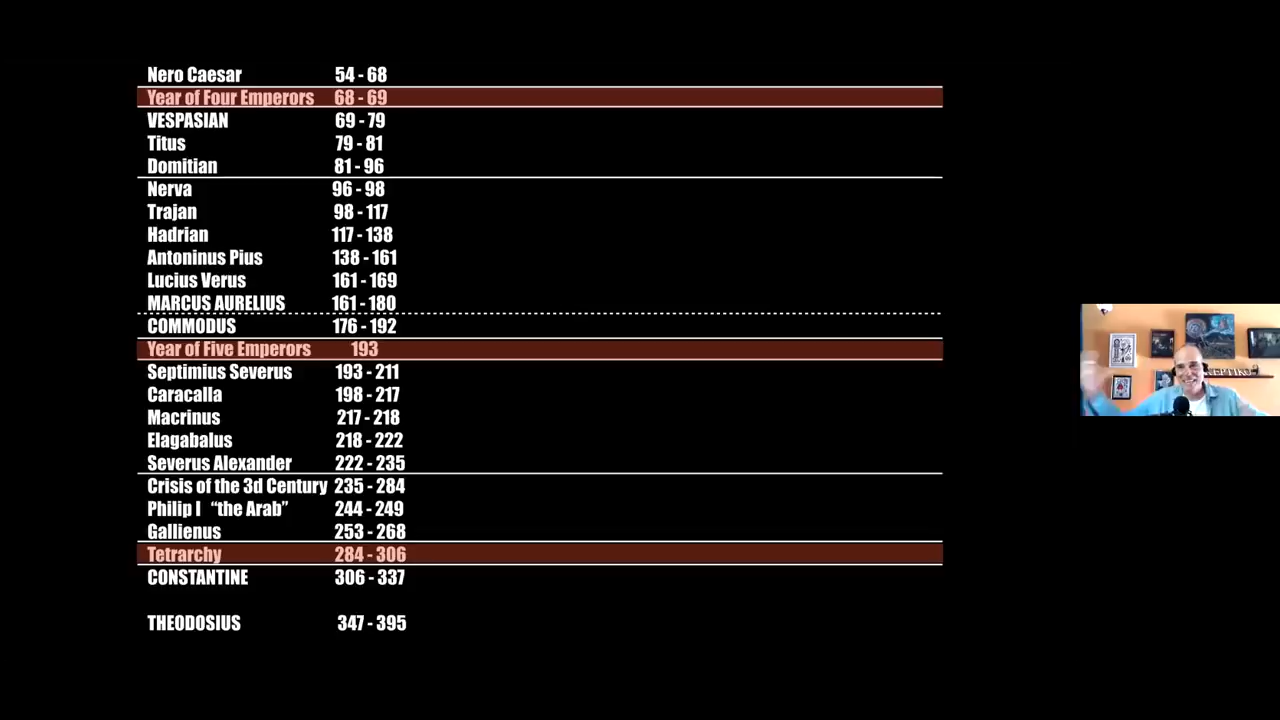 Nero Caesar 54 - 68
Year of Four Emperors 68 - 69
VESPASIAN 69 - 79
Titus 79 - 81
Domitian 81 - 96
Nerva 96 - 98
Trajan 98 - 117
Hadrian 117 - 138
Antoninus Pius 138 - 161
Lucius Verus 161 - 169
MARCUS AURELIUS 161 - 180
COMMODUS 176 - 192
Year of Five Emperors 193
Septimius Severus 193 - 211
Caracalla 198 - 217
Macrinus 217 - 218
Elagabalus 218 - 222
Severus Alexander 222 - 235
Crisis of the 3d Century 235 - 284
Philip I “the Arab” 244 - 249
Gallienus 253 - 268
Tetrarchy 284 - 306
CONSTANTINE 306 - 337
THEODOSIUS 347 - 395